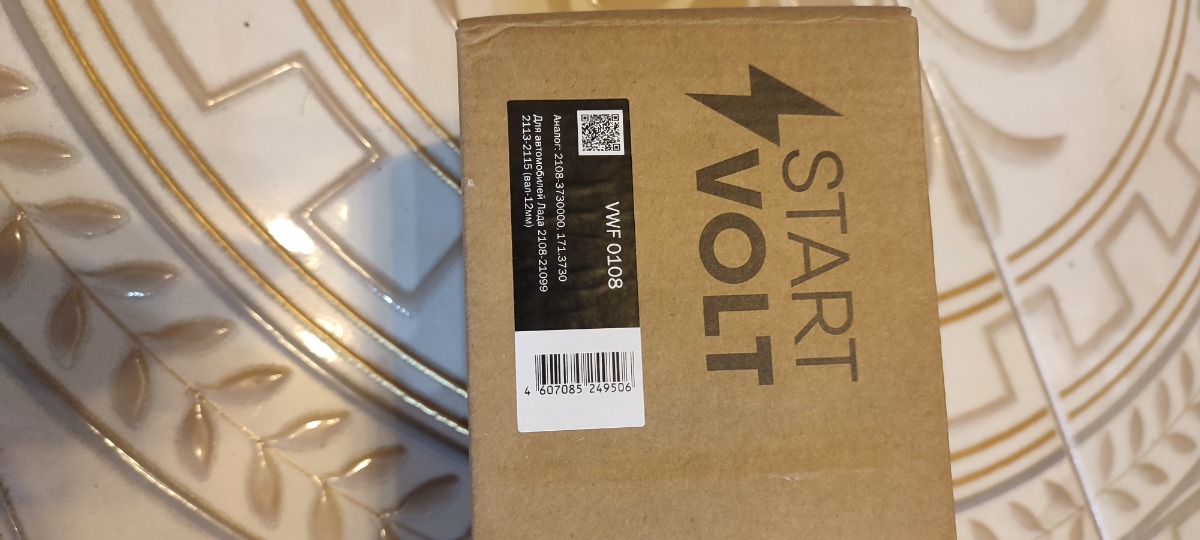 START
VOLT
VWF 0108
Аналог: 2108-3730000, 171.3730
Для автомобилей Лада 2108-21099
2113-2115 (вал-12мм)
4 607085 249506